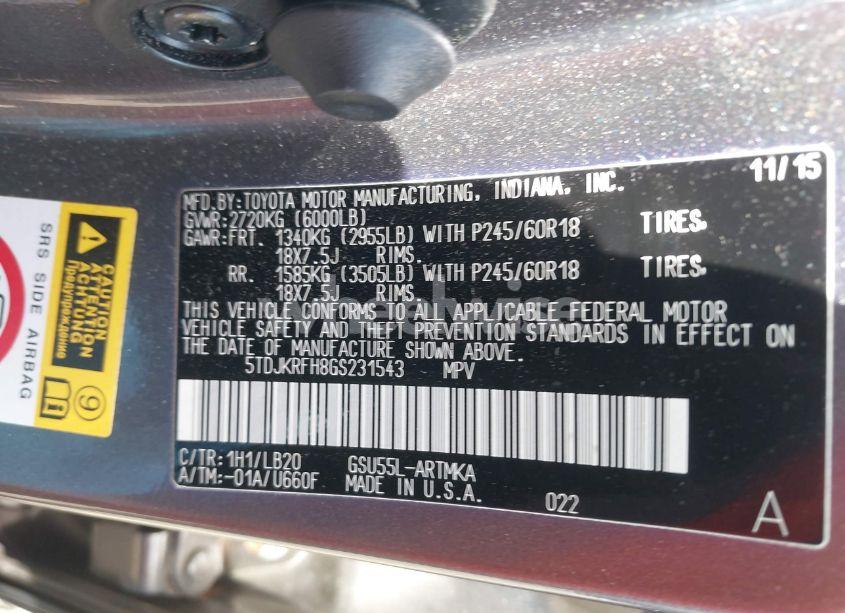 11/15
MFD.BY:TOYOTA MOTOR MANUFACTURING, INDIANA, INC.
GVWR:2720KG (6000LB)
GAWR:FRT. 1340KG (2955LB) WITH P245/60R18 TIRES.
18X7.5J RIMS.
RR. 1585KG (3505LB) WITH P245/60R18 TIRES.
18X7.5J RIMS.
THIS VEHICLE CONFORMS TO ALL APPLICABLE FEDERAL MOTOR
VEHICLE SAFETY AND THEFT PREVENTION STANDARDS IN EFFECT ON
THE DATE OF MANUFACTURE SHOWN ABOVE.
5TDJKRFH8GS231543 MPV
C/TR:1H1/LB20 GSU55L-ARTMKA
A/TM:-01A/U660F MADE IN U.S.A.
022
A
SRS SIDE AIRBAG
CAUTION
ATTENTION
ACHTUNG
Предупреждение
9